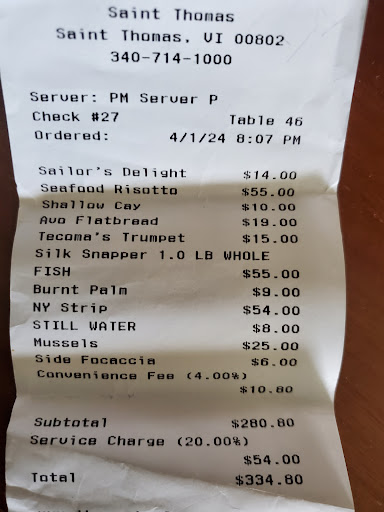 Saint Thomas
Saint Thomas, VI 00802
340-714-1000
Server: PM Server P
Check #27 Table 46
Ordered: 4/1/24 8:07 PM
Sailor's Delight $14.00
Seafood Risotto $55.00
Shallow Cay $10.00
Avo Flatbread $19.00
Tecoma's Trumpet $15.00
Silk Snapper 1.0 LB WHOLE
FISH $55.00
Burnt Palm $9.00
NY Strip $54.00
STILL WATER $8.00
Mussels $25.00
Side Focaccia $6.00
Convenience Fee (4.00%)
$10.80
Subtotal $280.80
Service Charge (20.00%)
$54.00
Total $334.80